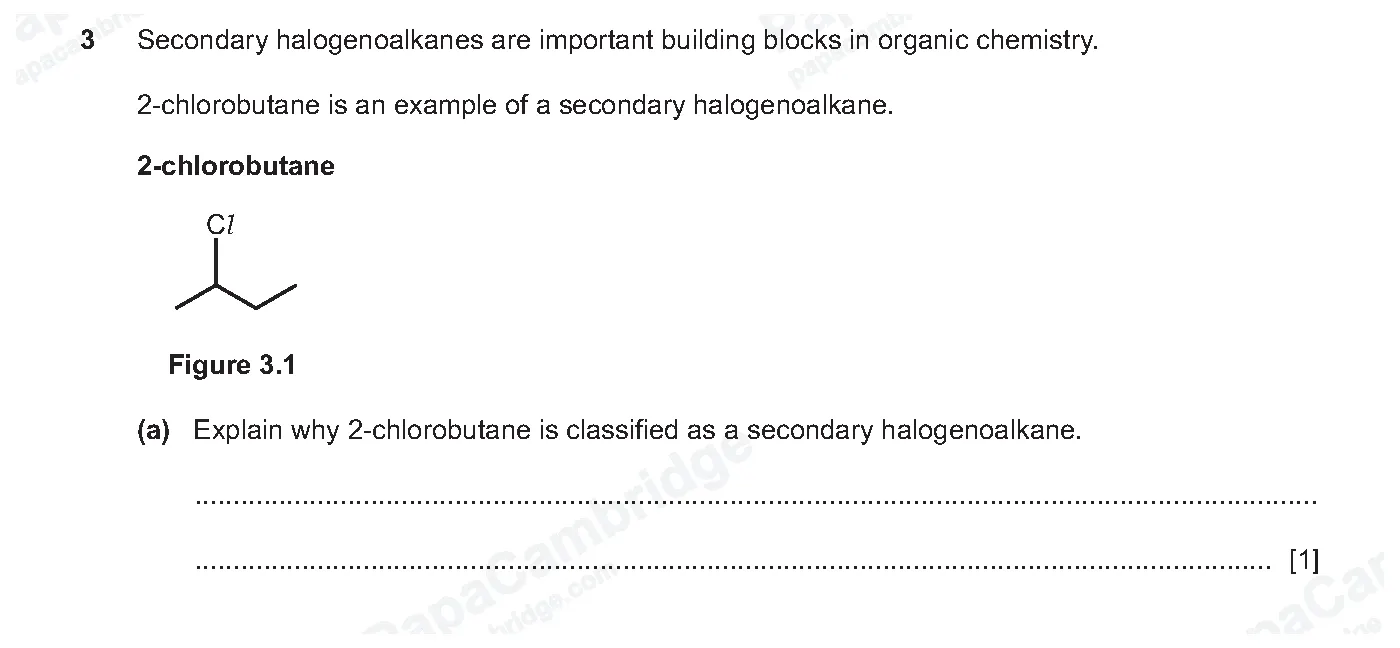 3 Secondary halogenoalkanes are important building blocks in organic chemistry.
2-chlorobutane is an example of a secondary halogenoalkane.
2-chlorobutane
Cl
Figure 3.1
(a) Explain why 2-chlorobutane is classified as a secondary halogenoalkane.
.......................................................................................................................................................
................................................................................................................................................. [1]
PapaCambridge